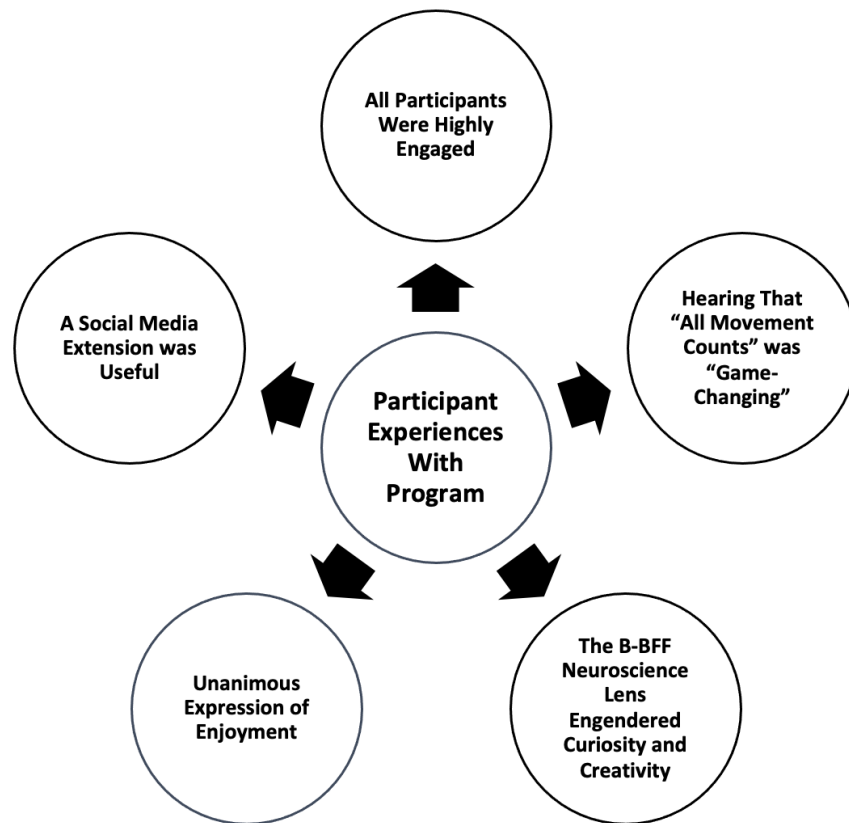 All Participants
Were Highly
Engaged
Hearing That
“All Movement
Counts” was
“Game-
Changing”
A Social Media
Extension was
Useful
Participant
Experiences
With
Program
The B-BFF
Neuroscience
Lens
Engendered
Curiosity and
Creativity
Unanimous
Expression of
Enjoyment